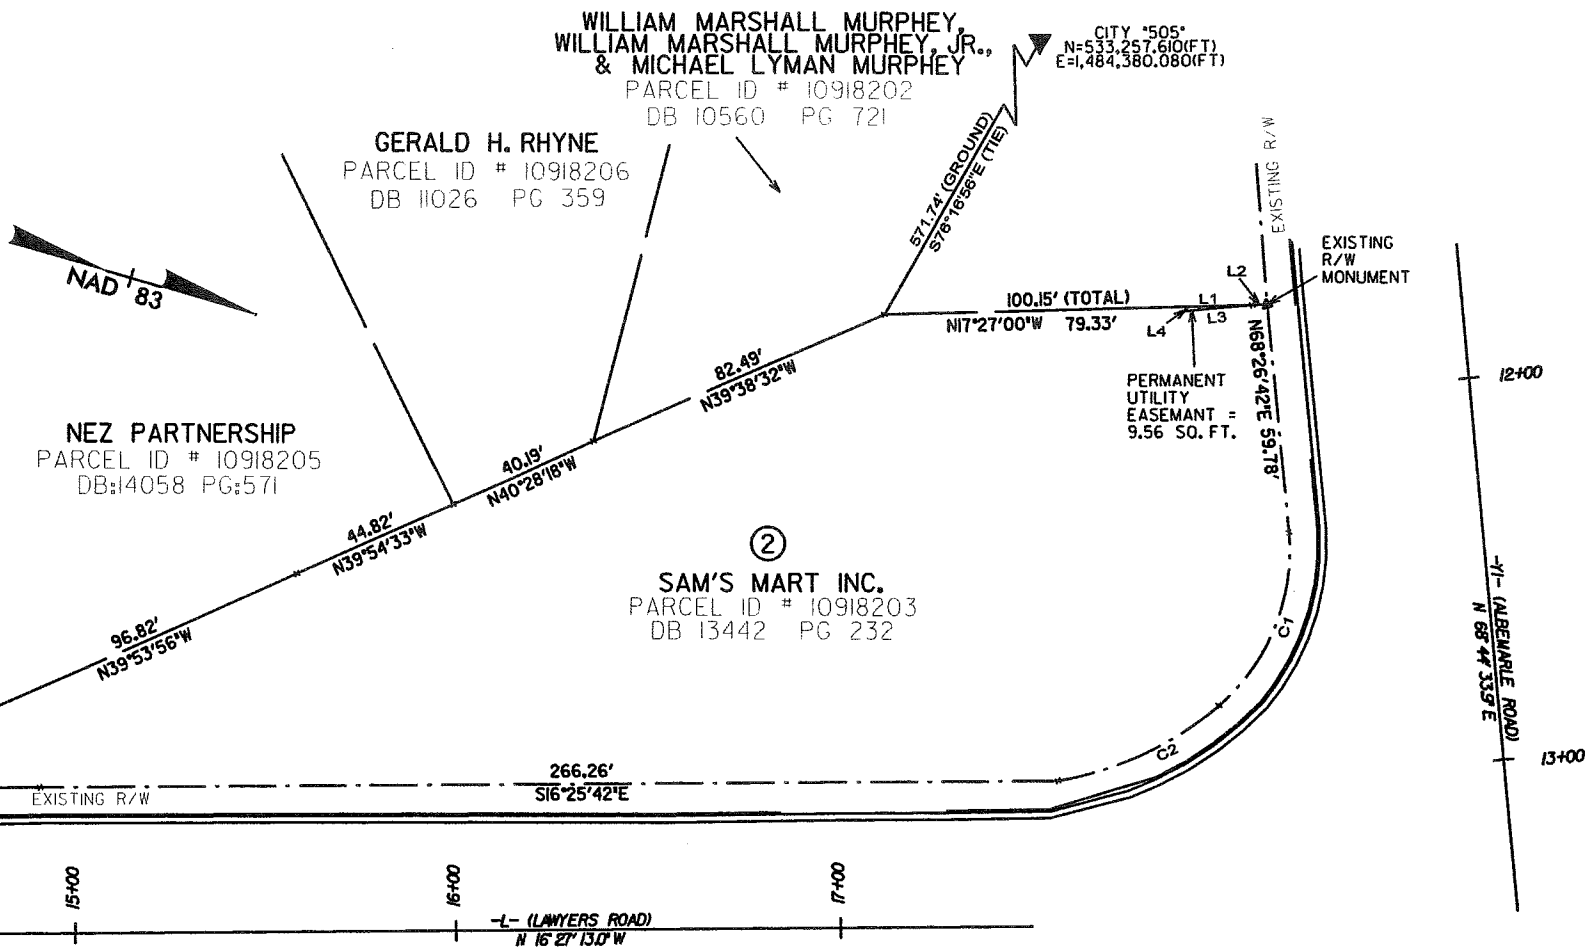 WILLIAM MARSHALL MURPHEY,
WILLIAM MARSHALL MURPHEY, JR.,
& MICHAEL LYMAN MURPHEY
PARCEL ID # 10918202
DB 10560 PG 721
CITY "505"
N=533,257.610(FT)
E=1,484,380.080(FT)
GERALD H. RHYNE
PARCEL ID # 10918206
DB 11026 PG 359
571.74' (GROUND)
S76°16'56"E (TIE)
EXISTING R/W
EXISTING
R/W
MONUMENT
NAD 83
L2
100.15' (TOTAL)
L1
N17°27'00"W 79.33'
L4
L3
N68°26'42"E 59.78'
PERMANENT
UTILITY
EASEMANT =
9.56 SQ. FT.
12+00
82.49'
N39°38'32"W
NEZ PARTNERSHIP
PARCEL ID # 10918205
DB:14058 PG:571
40.19'
N40°28'18"W
44.82'
N39°54'33"W
2
SAM'S MART INC.
PARCEL ID # 10918203
DB 13442 PG 232
96.82'
N39°53'56"W
C1
-Y1- (ALBEMARLE ROAD)
N 68° 44' 33.9" E
C2
13+00
266.26'
S16°25'42"E
EXISTING R/W
15+00
16+00
17+00
-L- (LAWYERS ROAD)
N 16° 27' 13.0" W